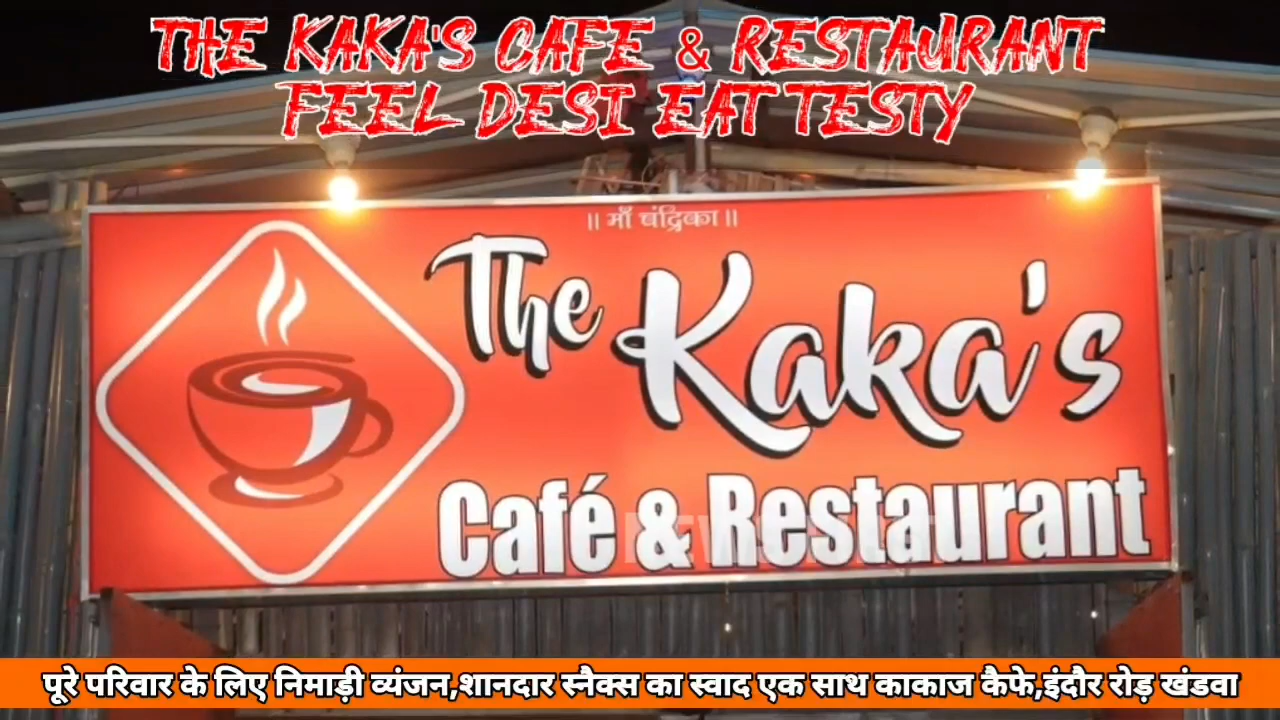 THE KAKA'S CAFE & RESTAURANT
FEEL DESI EAT TESTY
॥ माँ चंद्रिका ॥
The Kaka's
Café & Restaurant
पूरे परिवार के लिए निमाड़ी व्यंजन,शानदार स्नैक्स का स्वाद एक साथ काकाज कैफे,इंदौर रोड़ खंडवा